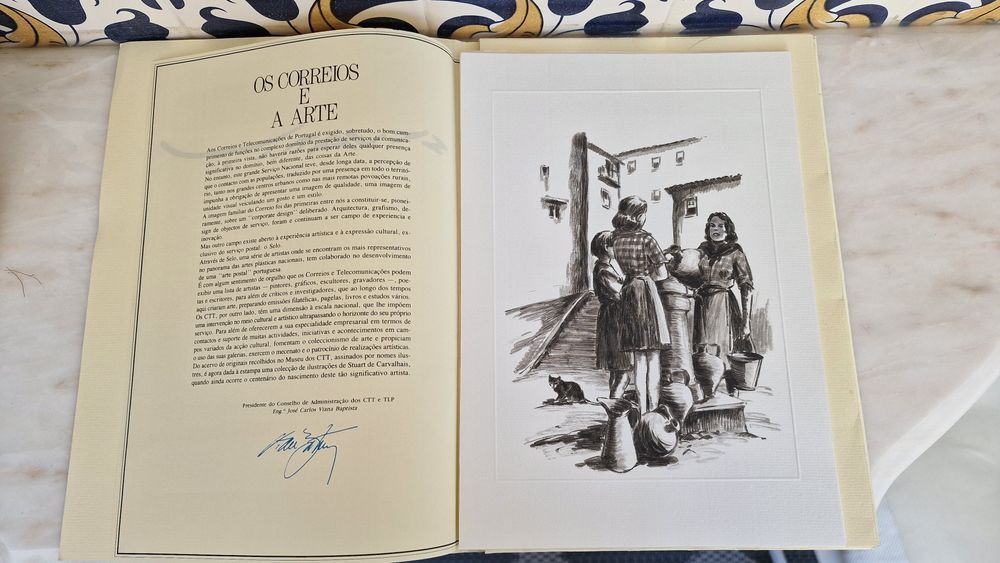 OS CORREIOS
E
A ARTE
Aos Correios e Telecomunicações de Portugal é exigido, sobretudo, o bom cum-
primento de funções no complexo domínio da prestação de serviços da comunica-
ção, à primeira vista, não haveria razões para esperar deles qualquer presença
significativa no domínio, bem diferente, das coisas da Arte.
No entanto, este grande Serviço Nacional teve, desde longa data, a percepção de
que o contacto com as populações, traduzido por uma presença em todo o territó-
rio, tanto nos grandes centros urbanos como nas mais remotas povoações rurais,
impunha a obrigação de apresentar uma imagem de qualidade, uma imagem de
unidade visual veiculando um gosto e um estilo.
A imagem familiar do Correio foi das primeiras entre nós a constituir-se, pionei-
ramente, sobre um "corporate design" deliberado. Arquitectura, grafismo, de-
sign de objectos de serviço, foram e continuam a ser campo de experiencia e
inovação.
Mas outro campo existe aberto à experiência artística e à expressão cultural, ex-
clusivo do serviço postal: o Selo.
Através de Selo, uma série de artistas onde se encontram os mais representativos
no panorama das artes plásticas nacionais, tem colaborado no desenvolvimento
de uma "arte postal" portuguesa.
É com algum sentimento de orgulho que os Correios e Telecomunicações podem
exibir uma lista de artistas — pintores, gráficos, escultores, gravadores —, poe-
tas e escritores, para além de críticos e investigadores, que ao longo dos tempos
aqui criaram arte, preparando emissões filatélicas, pagelas, livros e estudos vários.
Os CTT, por outro lado, têm uma dimensão à escala nacional, que lhe impõem
uma intervenção no meio cultural e artístico ultrapassando o horizonte do seu próprio
serviço. Para além de oferecerem a sua especialidade empresarial em termos de
contactos e suporte de muitas actividades, iniciativas e acontecimentos em cam-
pos variados da acção cultural, fomentam o coleccionismo de arte e propiciam
o uso das suas galerias, exercem o mecenato e o patrocínio de realizações artísticas.
Do acervo de originais recolhidos no Museu dos CTT, assinados por nomes ilus-
tres, é agora dada à estampa uma colecção de ilustrações de Stuart de Carvalhais,
quando ainda ocorre o centenário do nascimento deste tão significativo artista.
Presidente do Conselho de Administração dos CTT e TLP
Eng.º José Carlos Viana Baptista